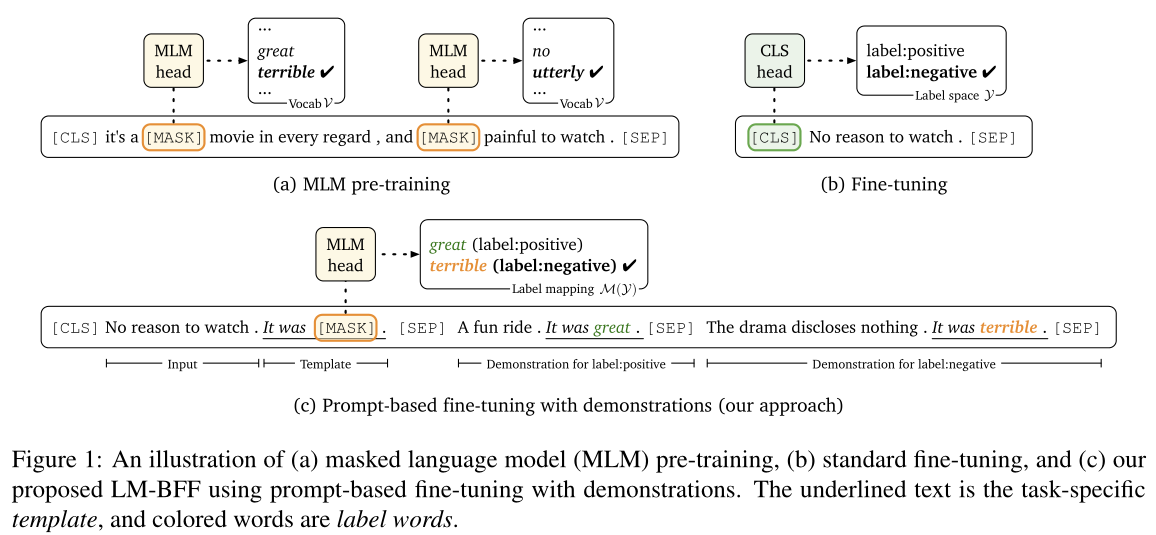 ...
great
terrible ✔
...
Vocab 𝒱
MLM
head
...
no
utterly ✔
...
Vocab 𝒱
MLM
head
label:positive
label:negative ✔
Label space 𝒴
CLS
head
[CLS] it's a [MASK] movie in every regard , and [MASK] painful to watch . [SEP]
[CLS] No reason to watch . [SEP]
(a) MLM pre-training
(b) Fine-tuning
MLM
head
great (label:positive)
terrible (label:negative) ✔
Label mapping ℳ(𝒴)
[CLS] No reason to watch . It was [MASK] . [SEP] A fun ride . It was great . [SEP] The drama discloses nothing . It was terrible . [SEP]
Input
Template
Demonstration for label:positive
Demonstration for label:negative
(c) Prompt-based fine-tuning with demonstrations (our approach)
Figure 1: An illustration of (a) masked language model (MLM) pre-training, (b) standard fine-tuning, and (c) our
proposed LM-BFF using prompt-based fine-tuning with demonstrations. The underlined text is the task-specific
template, and colored words are label words.